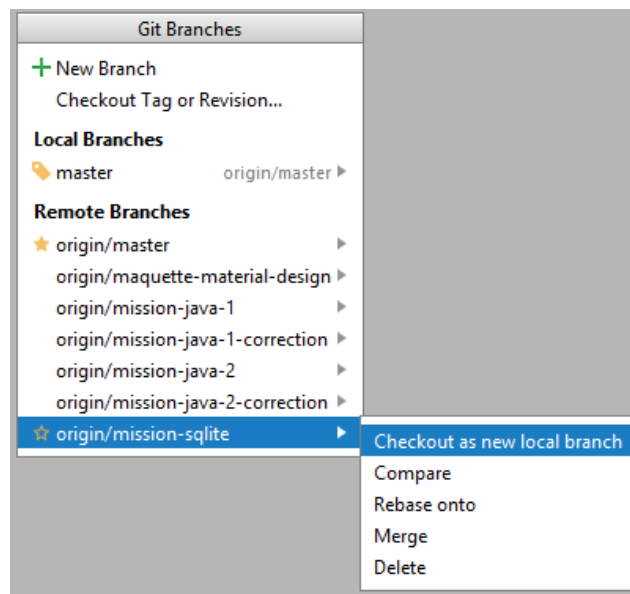 Git Branches
New Branch
Checkout Tag or Revision...
Local Branches
master origin/master
Remote Branches
origin/master
origin/maquette-material-design
origin/mission-java-1
origin/mission-java-1-correction
origin/mission-java-2
origin/mission-java-2-correction
origin/mission-sqlite
Checkout as new local branch
Compare
Rebase onto
Merge
Delete